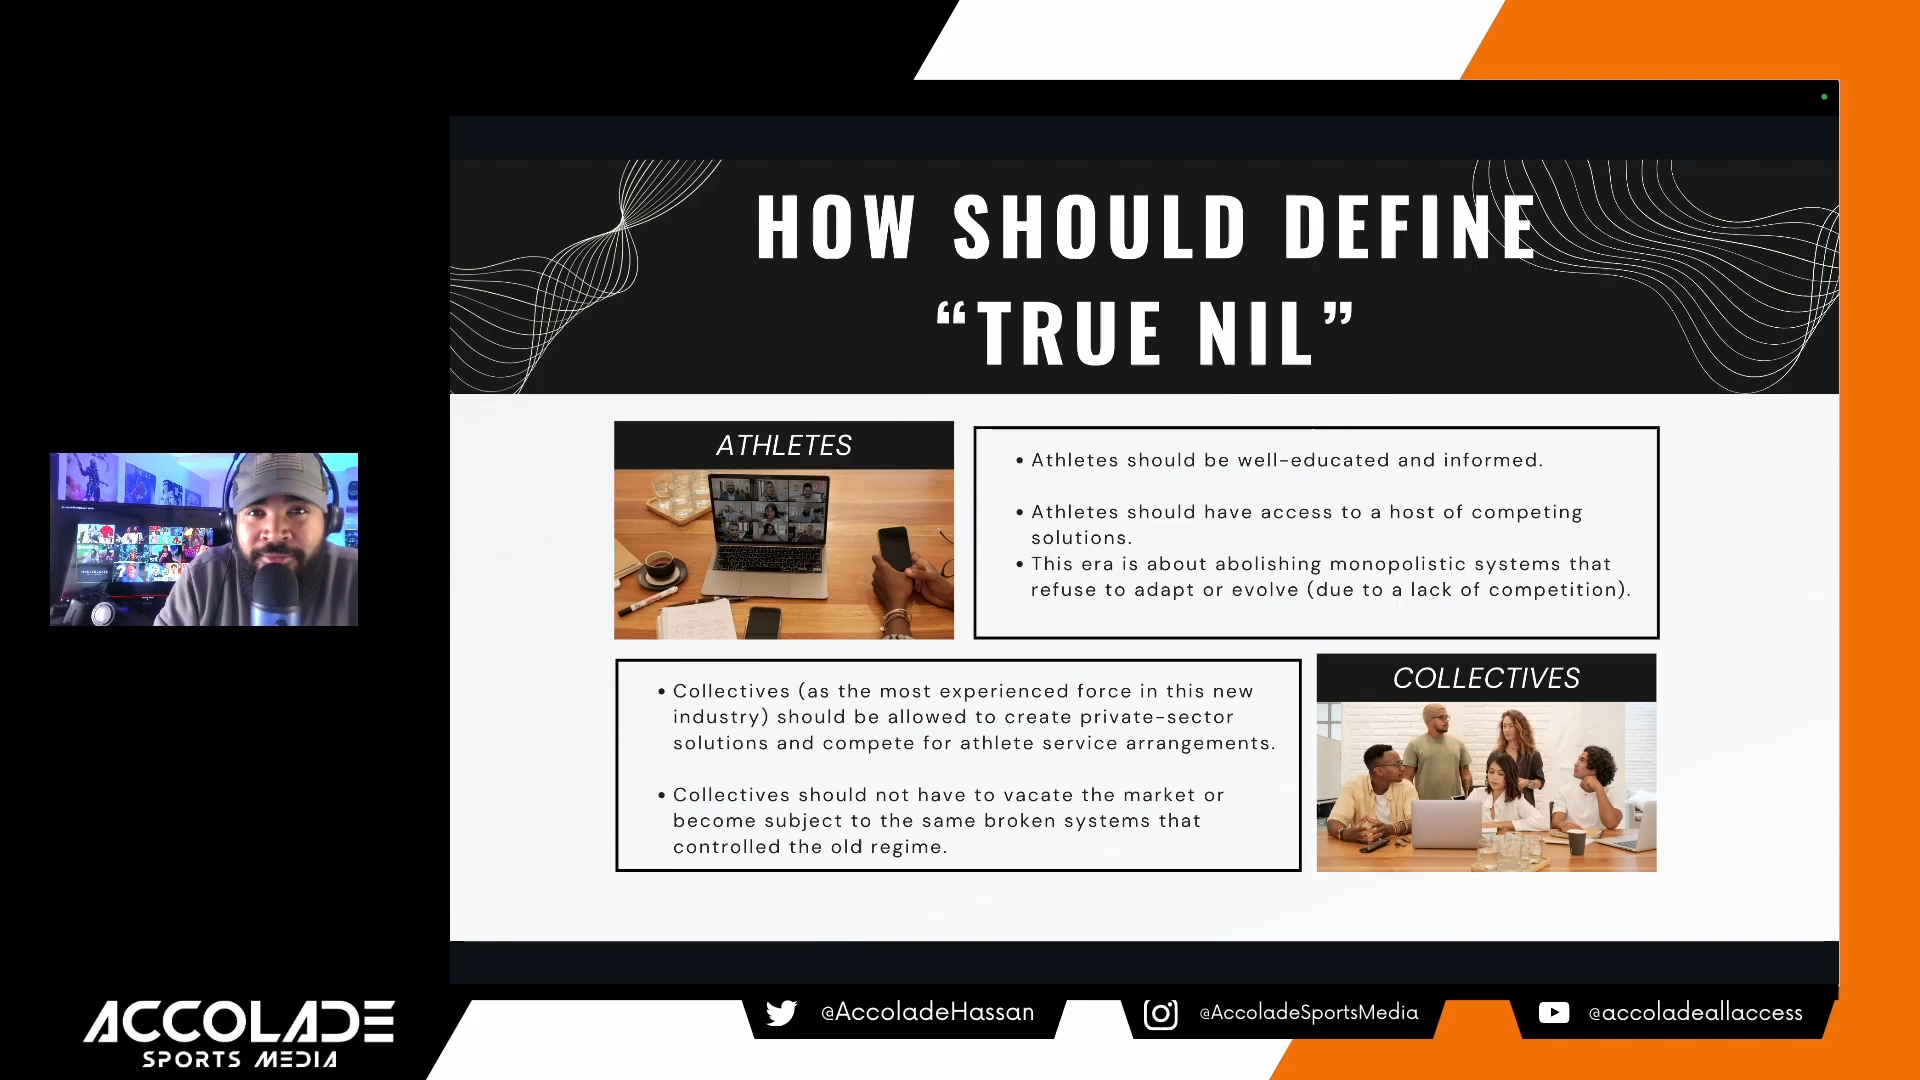 HOW SHOULD DEFINE
“TRUE NIL”
ATHLETES
• Athletes should be well-educated and informed.
• Athletes should have access to a host of competing
solutions.
• This era is about abolishing monopolistic systems that
refuse to adapt or evolve (due to a lack of competition).
• Collectives (as the most experienced force in this new
industry) should be allowed to create private-sector
solutions and compete for athlete service arrangements.
• Collectives should not have to vacate the market or
become subject to the same broken systems that
controlled the old regime.
COLLECTIVES
ACCOLADE
SPORTS MEDIA
@AccoladeHassan
@AccoladeSportsMedia
@accoladeallaccess